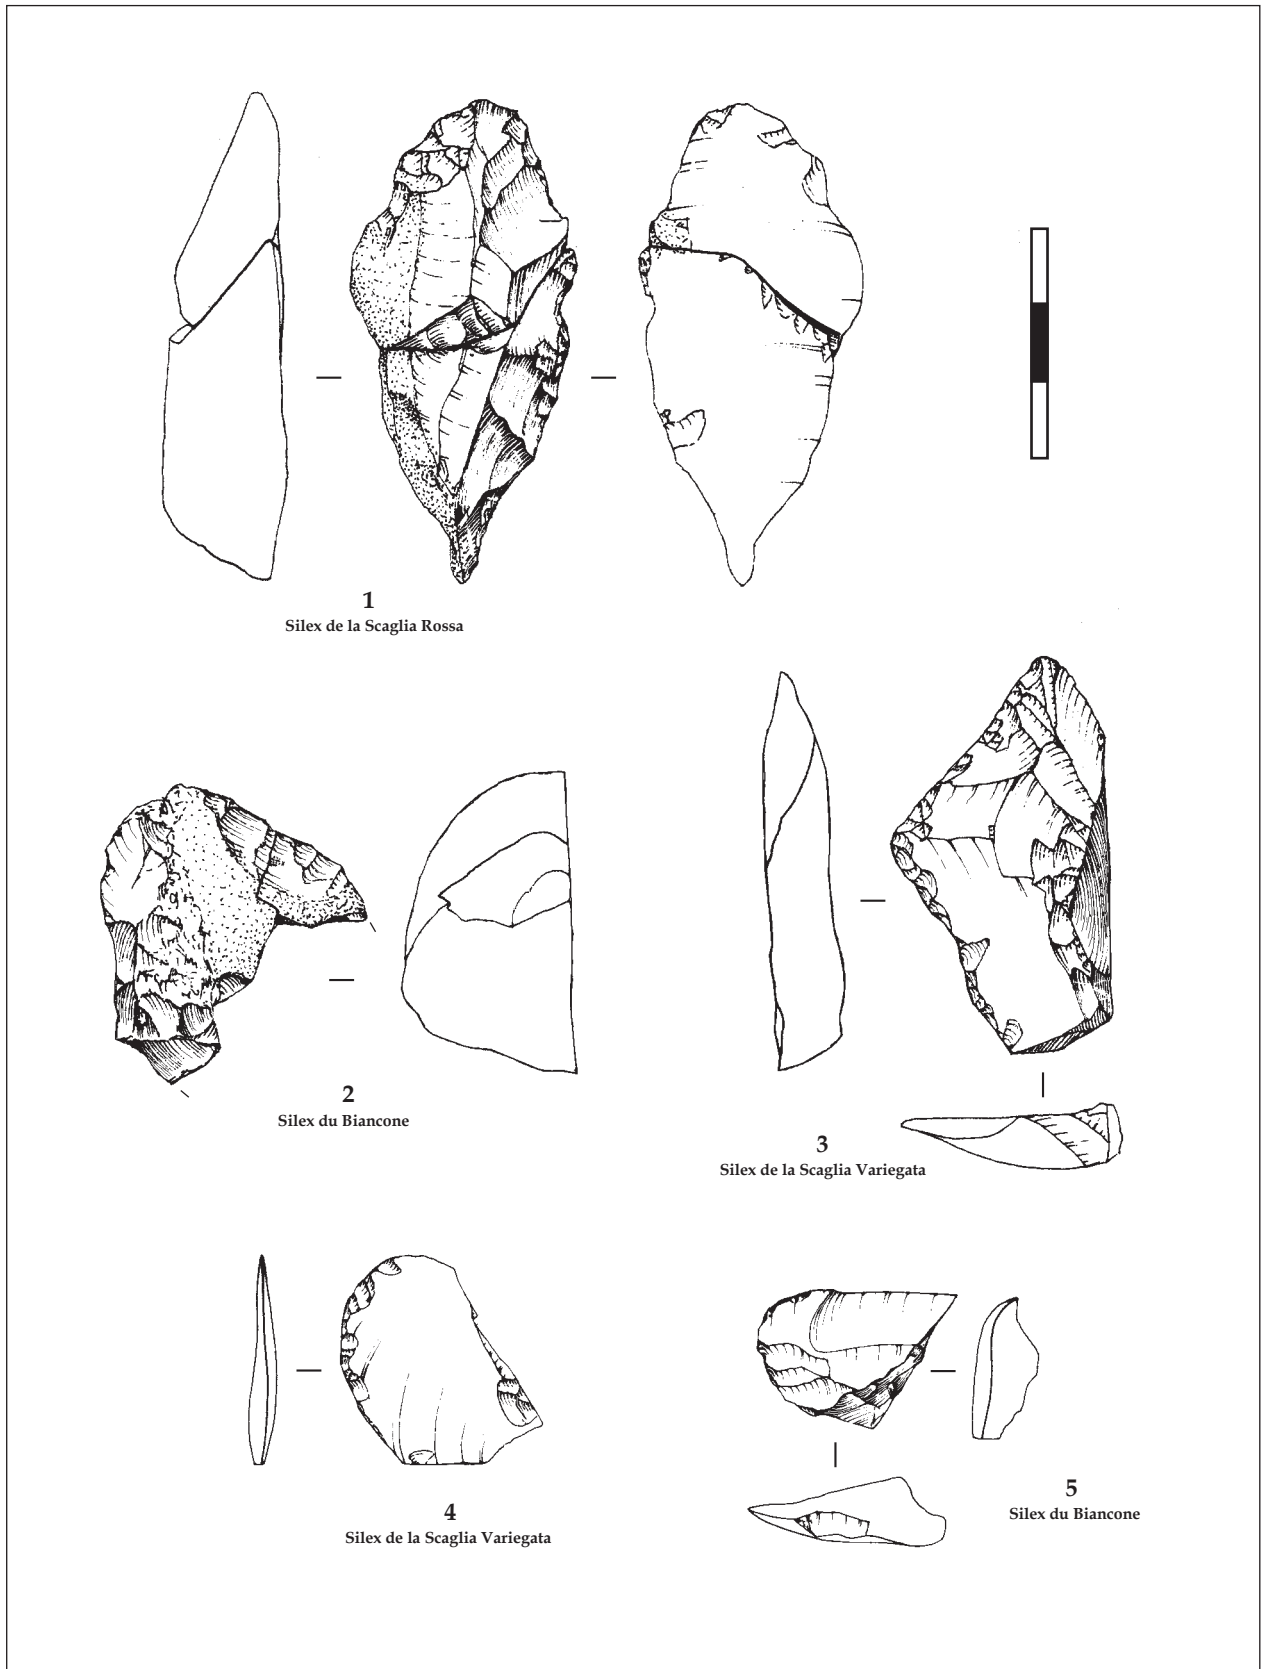 1
Silex de la Scaglia Rossa
2
Silex du Biancone
3
Silex de la Scaglia Variegata
4
Silex de la Scaglia Variegata
5
Silex du Biancone